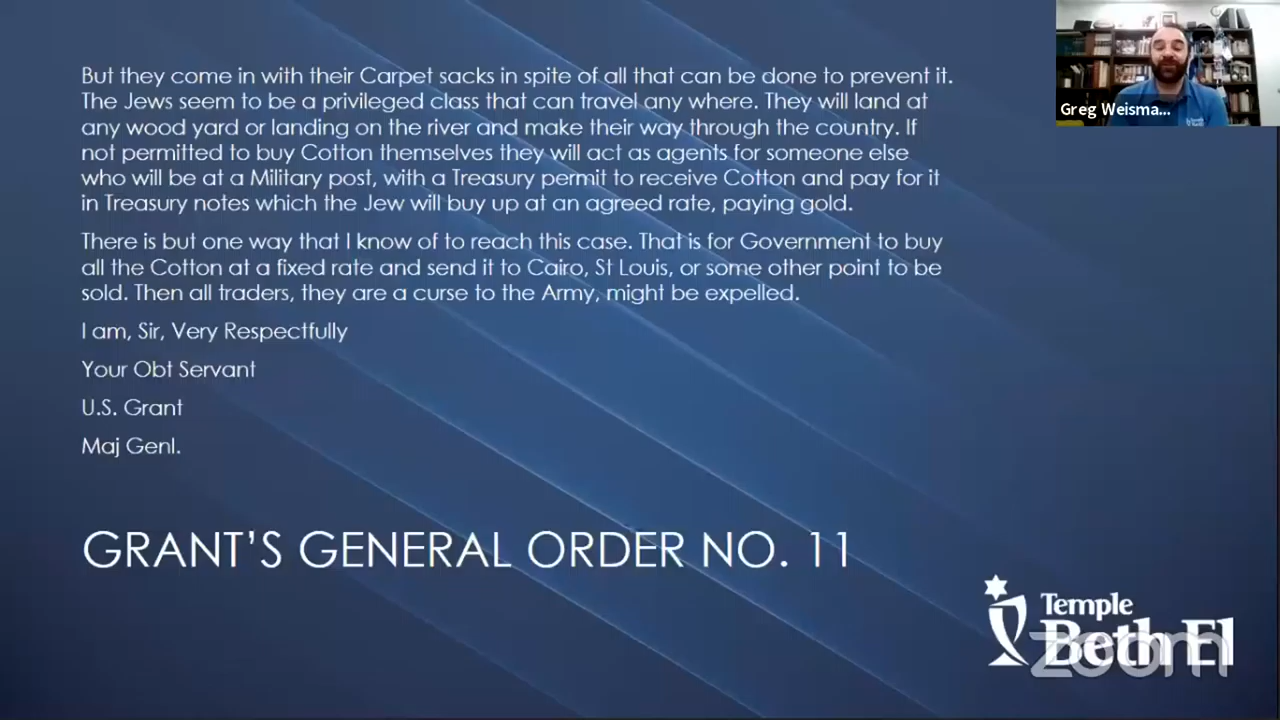 But they come in with their Carpet sacks in spite of all that can be done to prevent it.
The Jews seem to be a privileged class that can travel any where. They will land at
any wood yard or landing on the river and make their way through the country. If
not permitted to buy Cotton themselves they will act as agents for someone else
who will be at a Military post, with a Treasury permit to receive Cotton and pay for it
in Treasury notes which the Jew will buy up at an agreed rate, paying gold.
There is but one way that I know of to reach this case. That is for Government to buy
all the Cotton at a fixed rate and send it to Cairo, St Louis, or some other point to be
sold. Then all traders, they are a curse to the Army, might be expelled.
I am, Sir, Very Respectfully
Your Obt Servant
U.S. Grant
Maj Genl.
GRANT'S GENERAL ORDER NO. 11
Greg Weisma...
Temple
Beth El
zoom